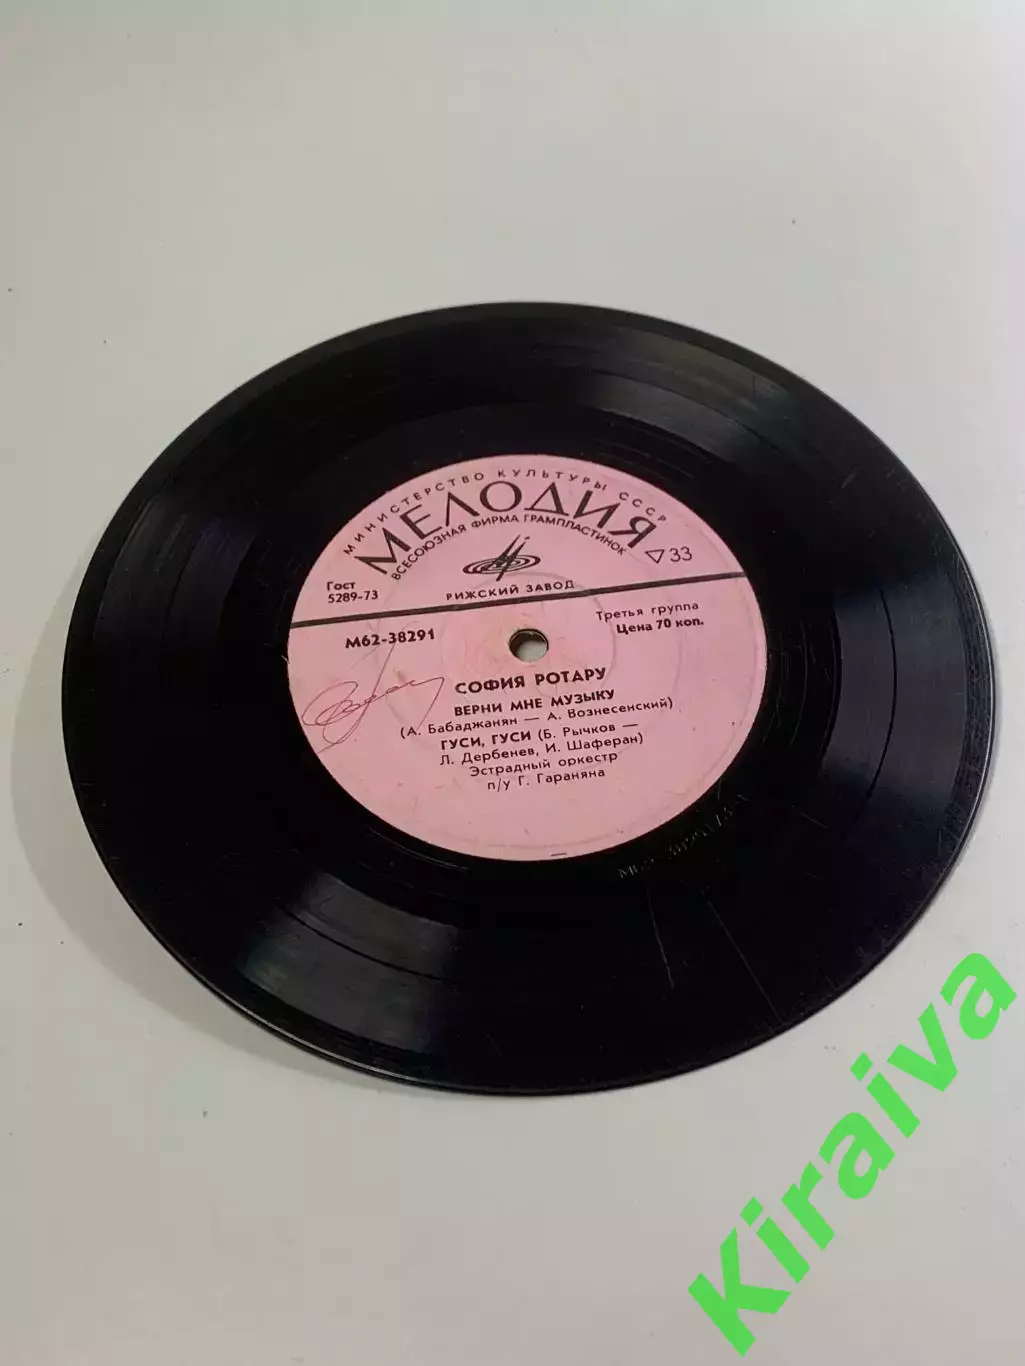 МИНИСТЕРСТВО КУЛЬТУРЫ СССР
МЕЛОДИЯ
ВСЕСОЮЗНАЯ ФИРМА ГРАМПЛАСТИНОК
▽33
Гост
5289-73
РИЖСКИЙ ЗАВОД
Третья группа
Цена 70 коп.
М62-38291
СОФИЯ РОТАРУ
ВЕРНИ МНЕ МУЗЫКУ
(А. Бабаджанян — А. Вознесенский)
ГУСИ, ГУСИ (Б. Рычков —
Л. Дербенев, И. Шаферан)
Эстрадный оркестр
п/у Г. Гараняна
Kiraiva